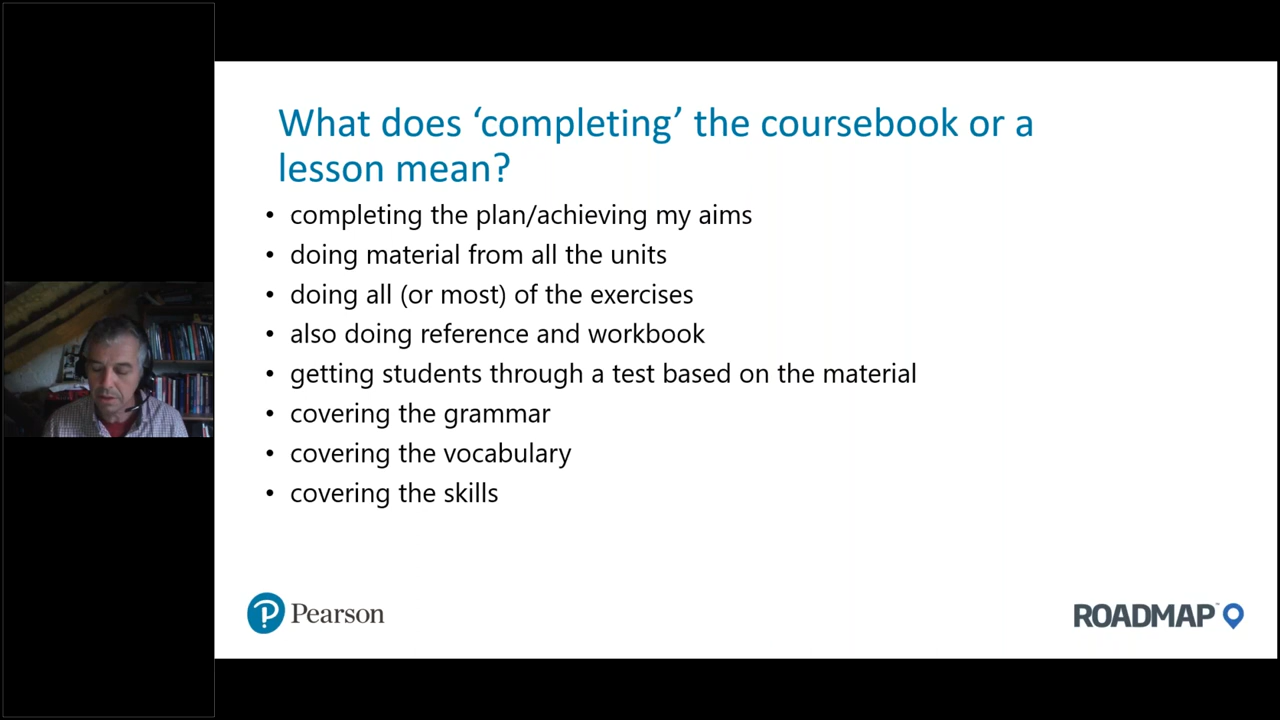 What does ‘completing’ the coursebook or a
lesson mean?
• completing the plan/achieving my aims
• doing material from all the units
• doing all (or most) of the exercises
• also doing reference and workbook
• getting students through a test based on the material
• covering the grammar
• covering the vocabulary
• covering the skills
Pearson
ROADMAP